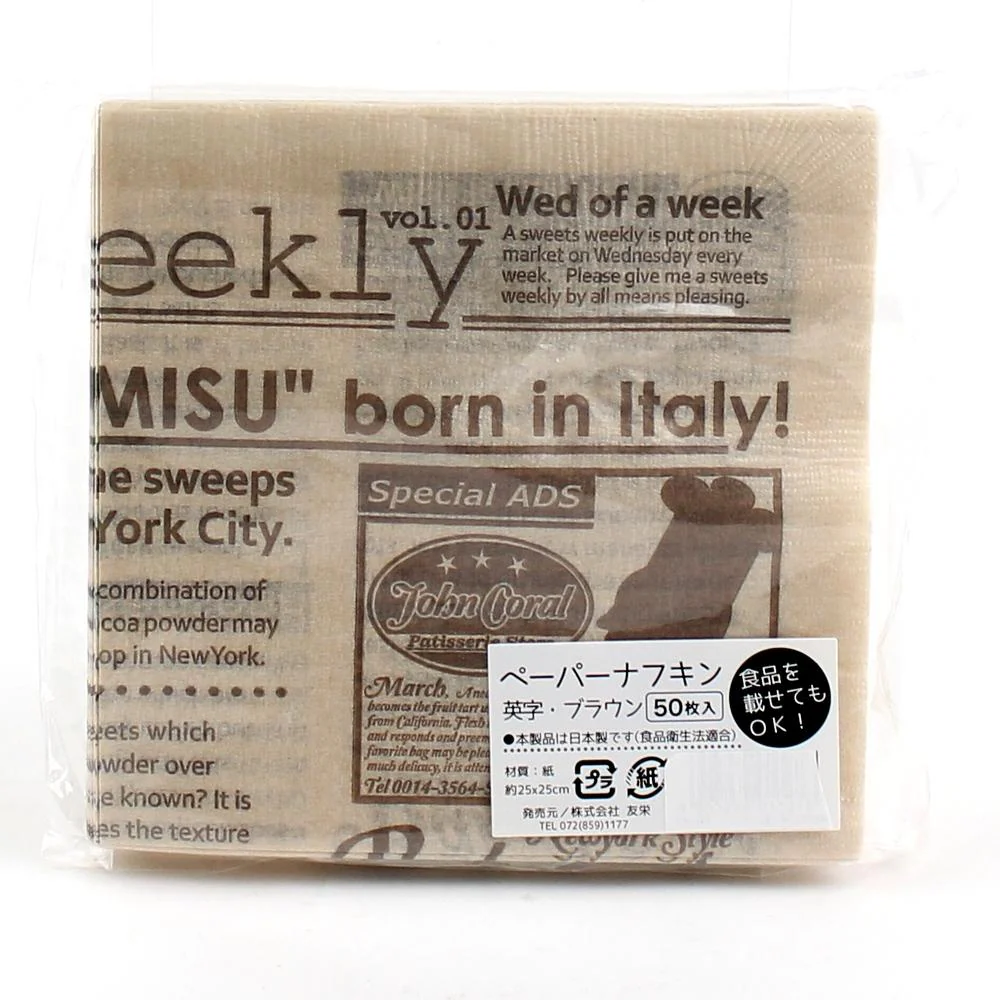 eekly
vol.01
Wed of a week
A sweets weekly is put on the
market on Wednesday every
week. Please give me a sweets
weekly by all means pleasing.
MISU" born in Italy!
he sweeps
York City.
combination of
coa powder may
op in New York.
eets which
owder over
e known? It is
es the texture
Special ADS
John Coral
Patisserie Store
March,
becomes the fruit tart
from California. Flesh
and responds and
favorite bag may be
much delicacy, it is
Tel 0014-3564-
Newyork Style
ペーパーナフキン
英字・ブラウン 50枚入
●本製品は日本製です(食品衛生法適合)
食品を
載せても
OK!
材質:紙
約25x25cm
プラ
紙
発売元/株式会社 友栄
TEL 072(859)1177